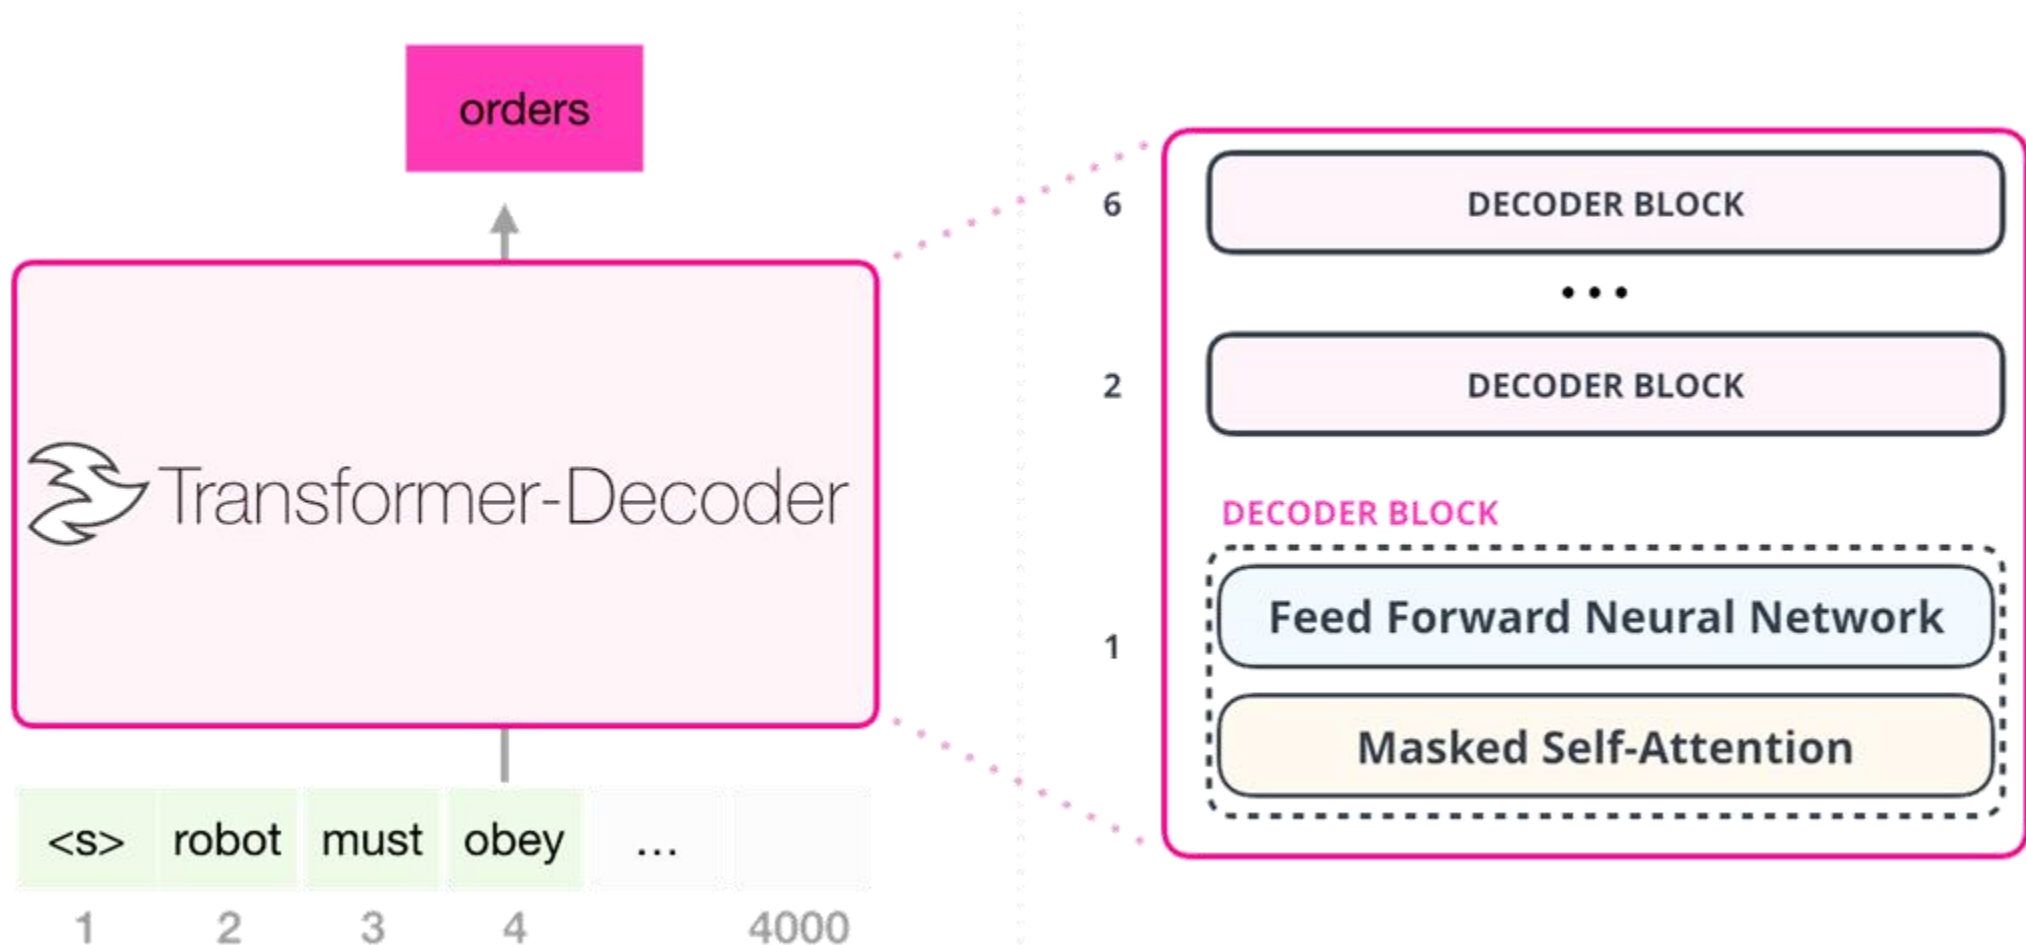 orders
Transformer-Decoder
<s> robot must obey ...
1 2 3 4 4000
6 DECODER BLOCK
...
2 DECODER BLOCK
DECODER BLOCK
1
Feed Forward Neural Network
Masked Self-Attention